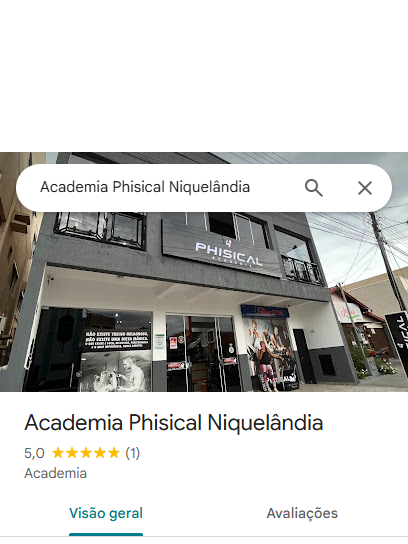 Academia Phisical Niquelândia
PHISICAL
ACADEMIA
NÃO EXISTE TREINO MILAGROSO,
NÃO EXISTE UMA DIETA MÁGICA.
Academia Phisical Niquelândia
5,0 ★★★★★ (1)
Academia
Visão geral
Avaliações